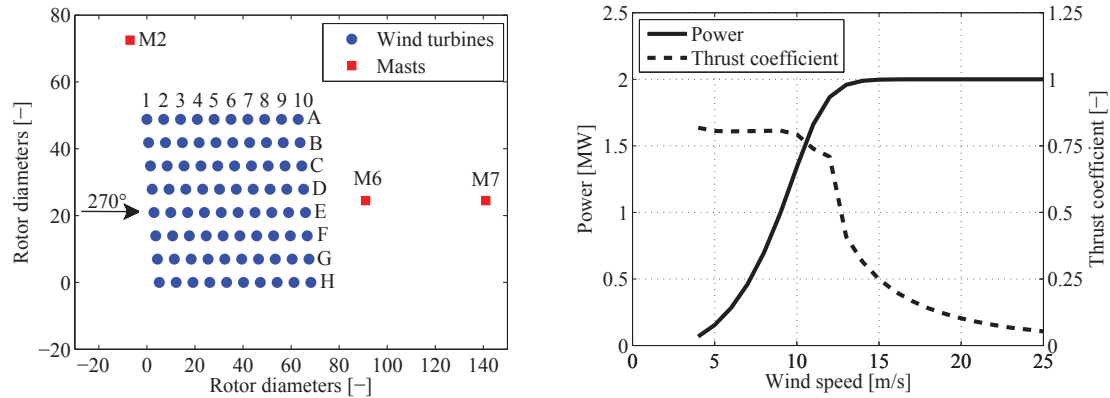 80
60
40
20
0
−20
Rotor diameters [−]
M2
Wind turbines
Masts
1 2 3 4 5 6 7 8 9 10
A
B
C
D
E
F
G
H
270°
M6
M7
−20 0 20 40 60 80 100 120 140
Rotor diameters [−]
2.5
2
1.5
1
0.5
0
Power [MW]
Power
Thrust coefficient
1.25
1
0.75
0.5
0.25
0
Thrust coefficient [−]
0 5 10 15 20 25
Wind speed [m/s]